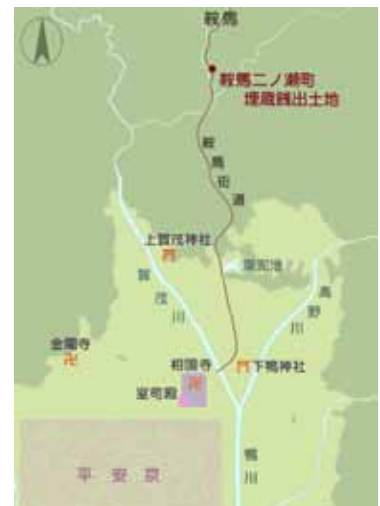 鞍馬
鞍馬二ノ瀬町
埋蔵銭出土地
鞍馬街道
上賀茂神社
深泥池
賀茂川
高野川
金閣寺
相国寺
下鴨神社
室町殿
鴨川
平安京